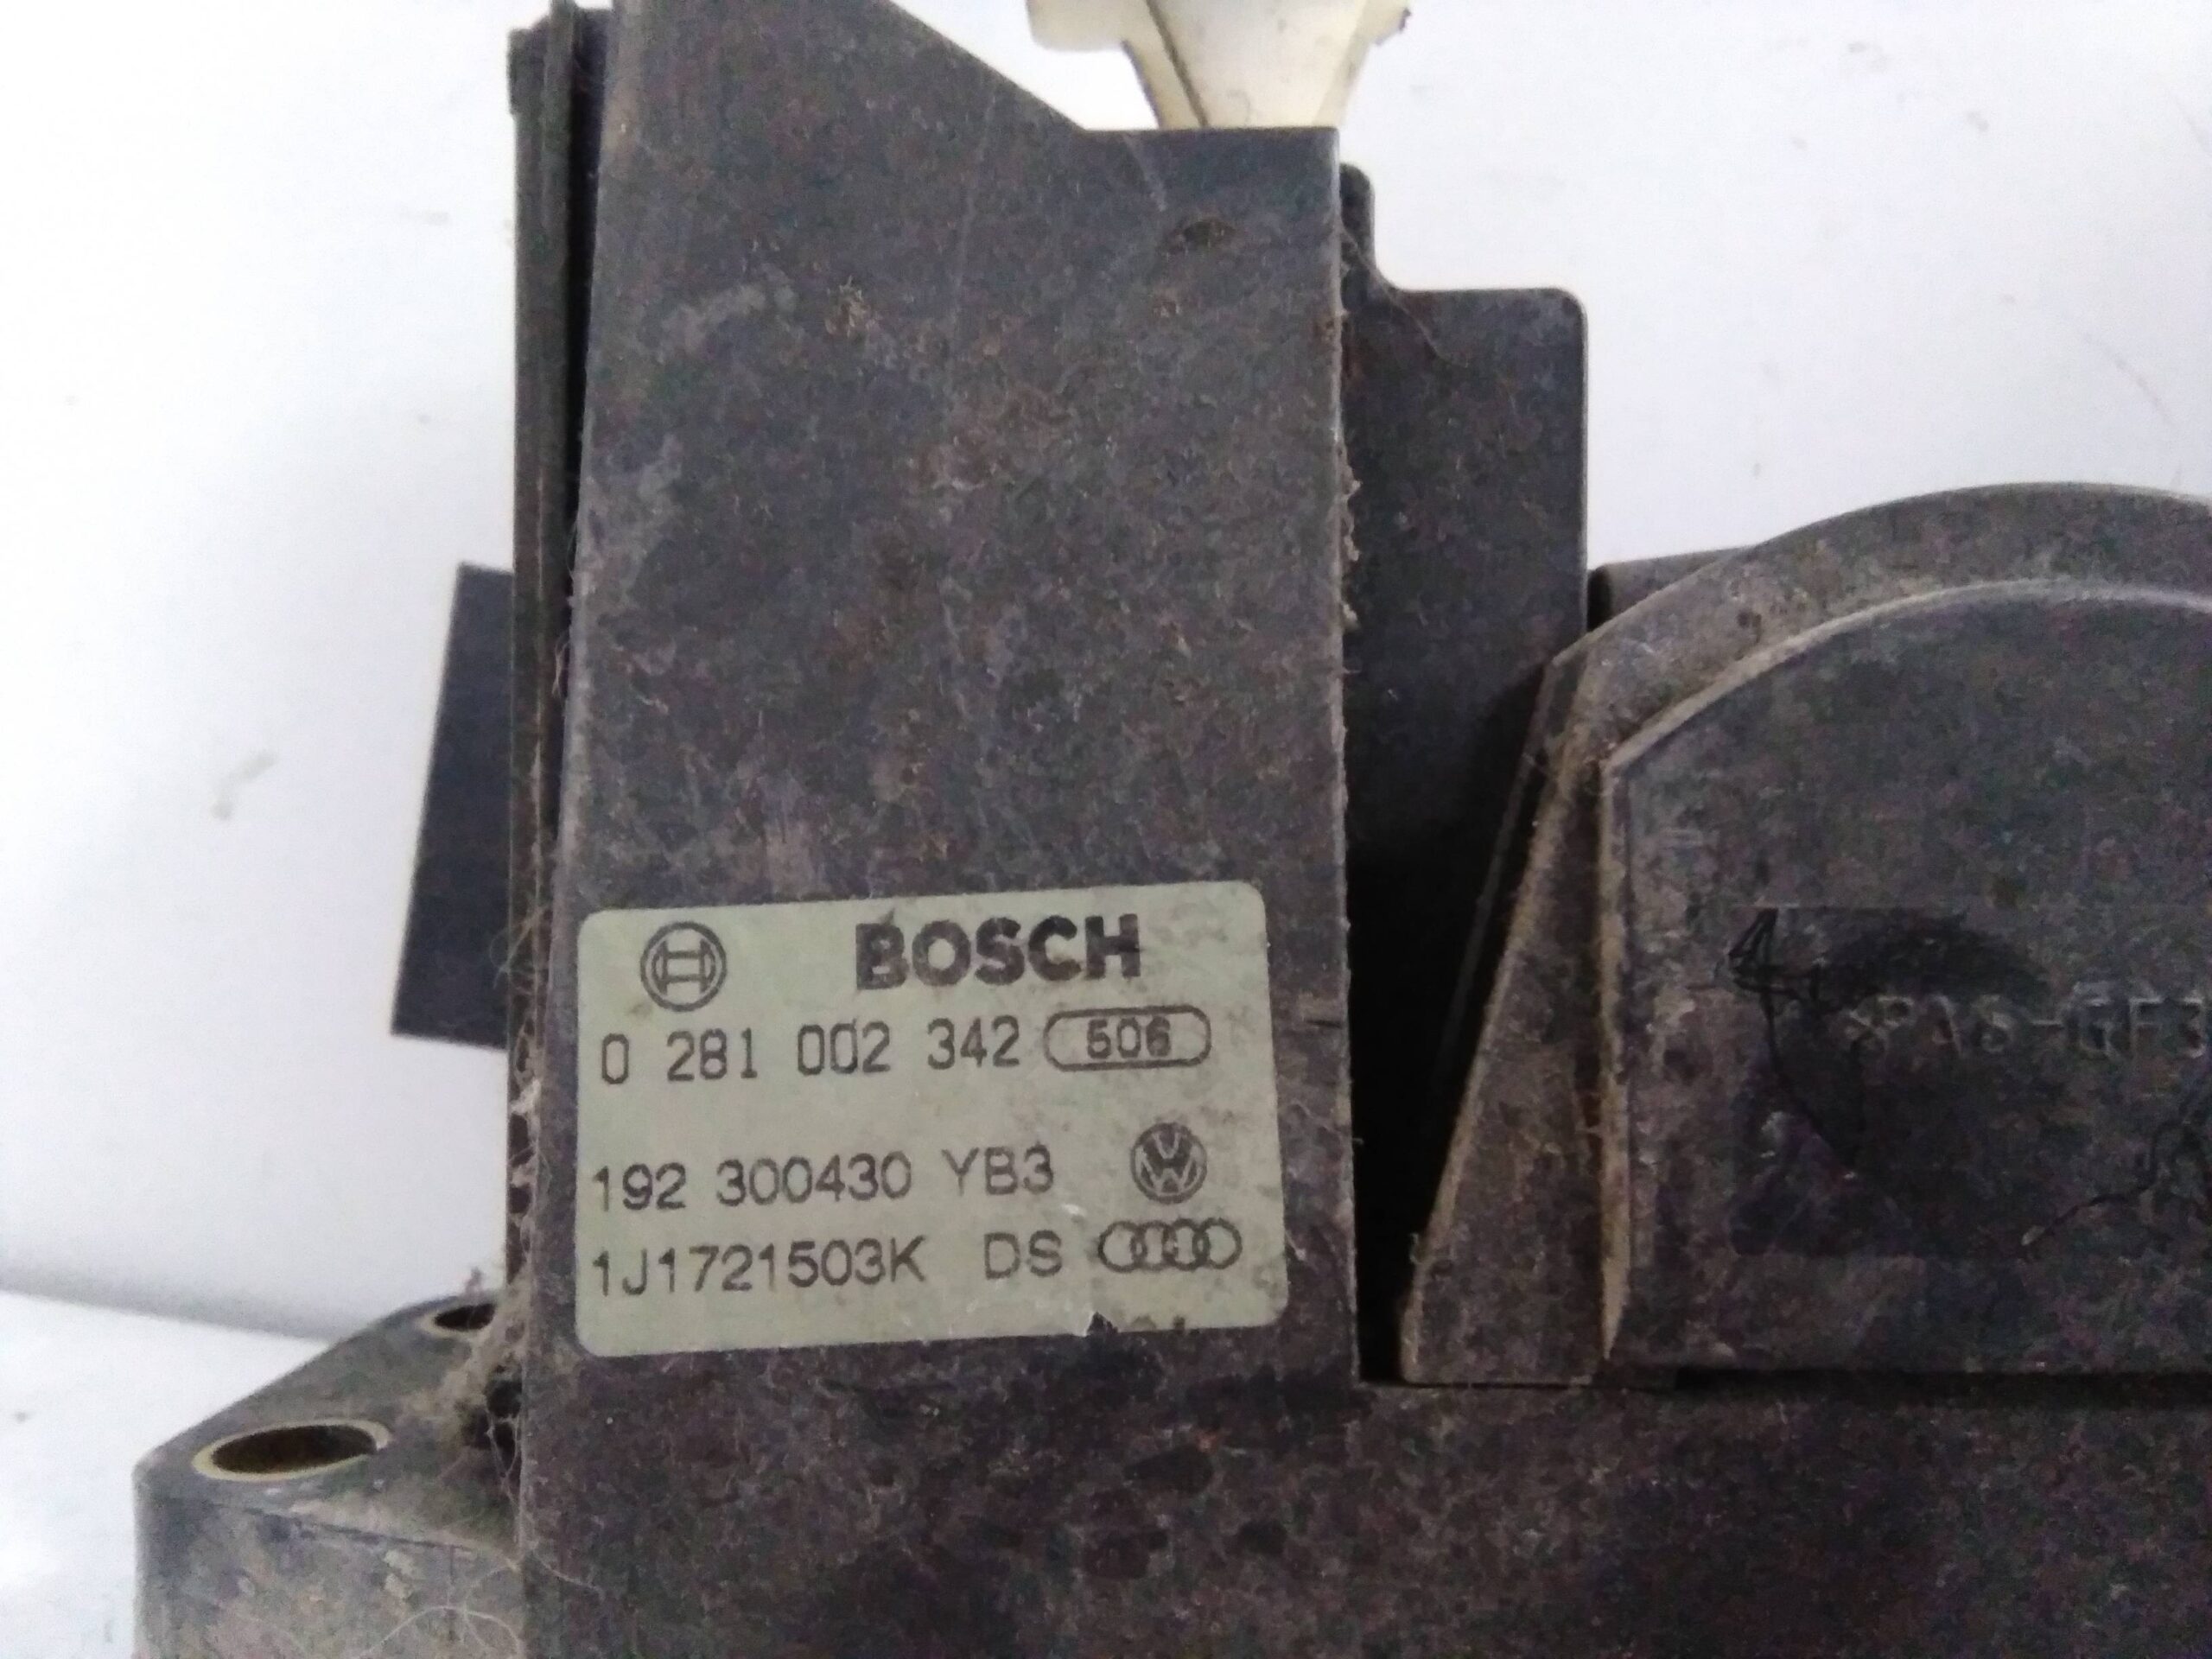 BOSCH
0 281 002 342 506
192 300430 YB3
1J1721503K DS